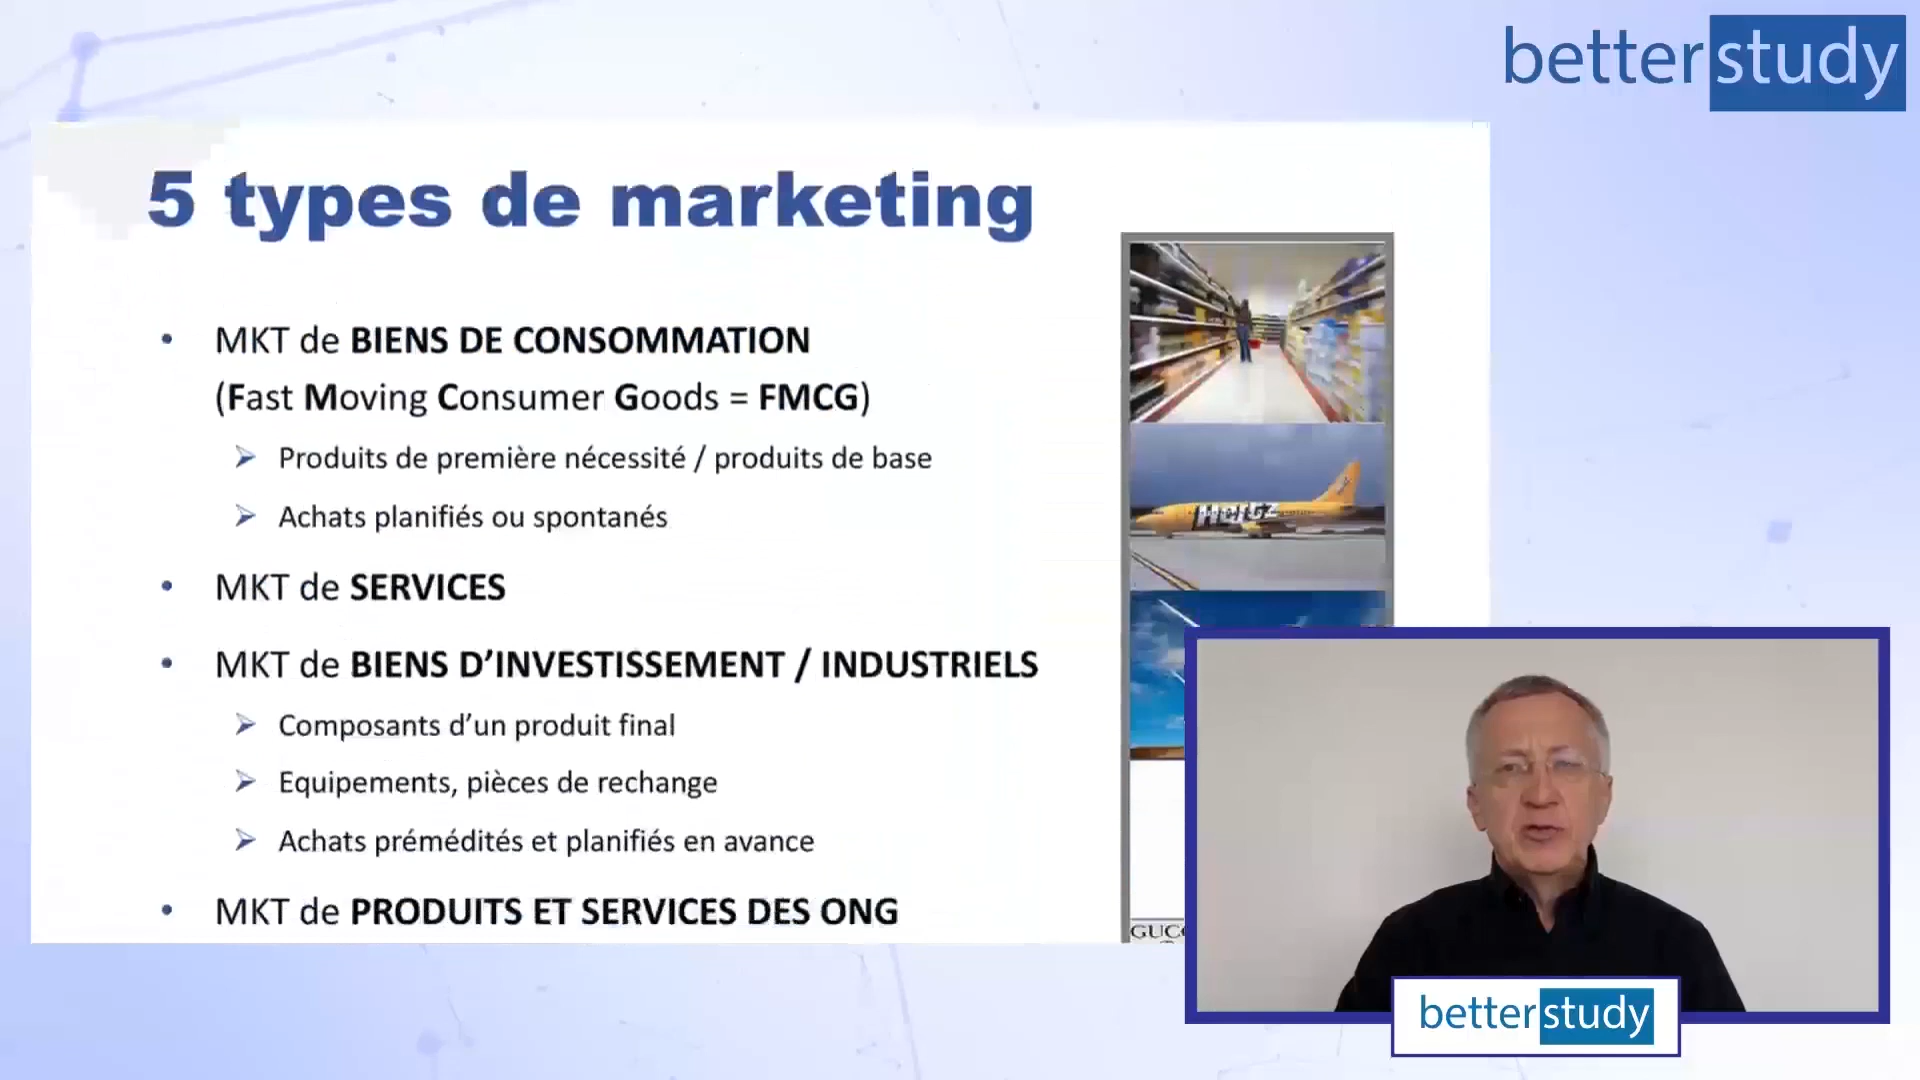 betterstudy
5 types de marketing
• MKT de BIENS DE CONSOMMATION
(Fast Moving Consumer Goods = FMCG)
➢ Produits de première nécessité / produits de base
➢ Achats planifiés ou spontanés
• MKT de SERVICES
• MKT de BIENS D’INVESTISSEMENT / INDUSTRIELS
➢ Composants d’un produit final
➢ Equipements, pièces de rechange
➢ Achats prémédités et planifiés en avance
• MKT de PRODUITS ET SERVICES DES ONG
Hertz
betterstudy